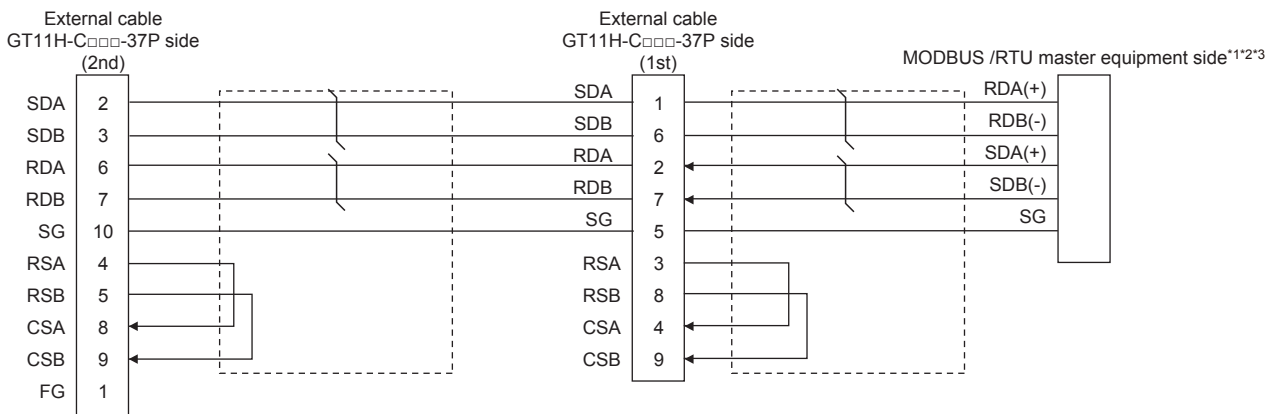 External cable
GT11H-C□□□-37P side
(2nd)
External cable
GT11H-C□□□-37P side
(1st)
MODBUS /RTU master equipment side*1*2*3
SDA 2 SDA 1 RDA(+)
SDB 3 SDB 6 RDB(-)
RDA 6 RDA 2 SDA(+)
RDB 7 RDB 7 SDB(-)
SG 10 SG 5 SG
RSA 4 RSA 3
RSB 5 RSB 8
CSA 8 CSA 4
CSB 9 CSB 9
FG 1